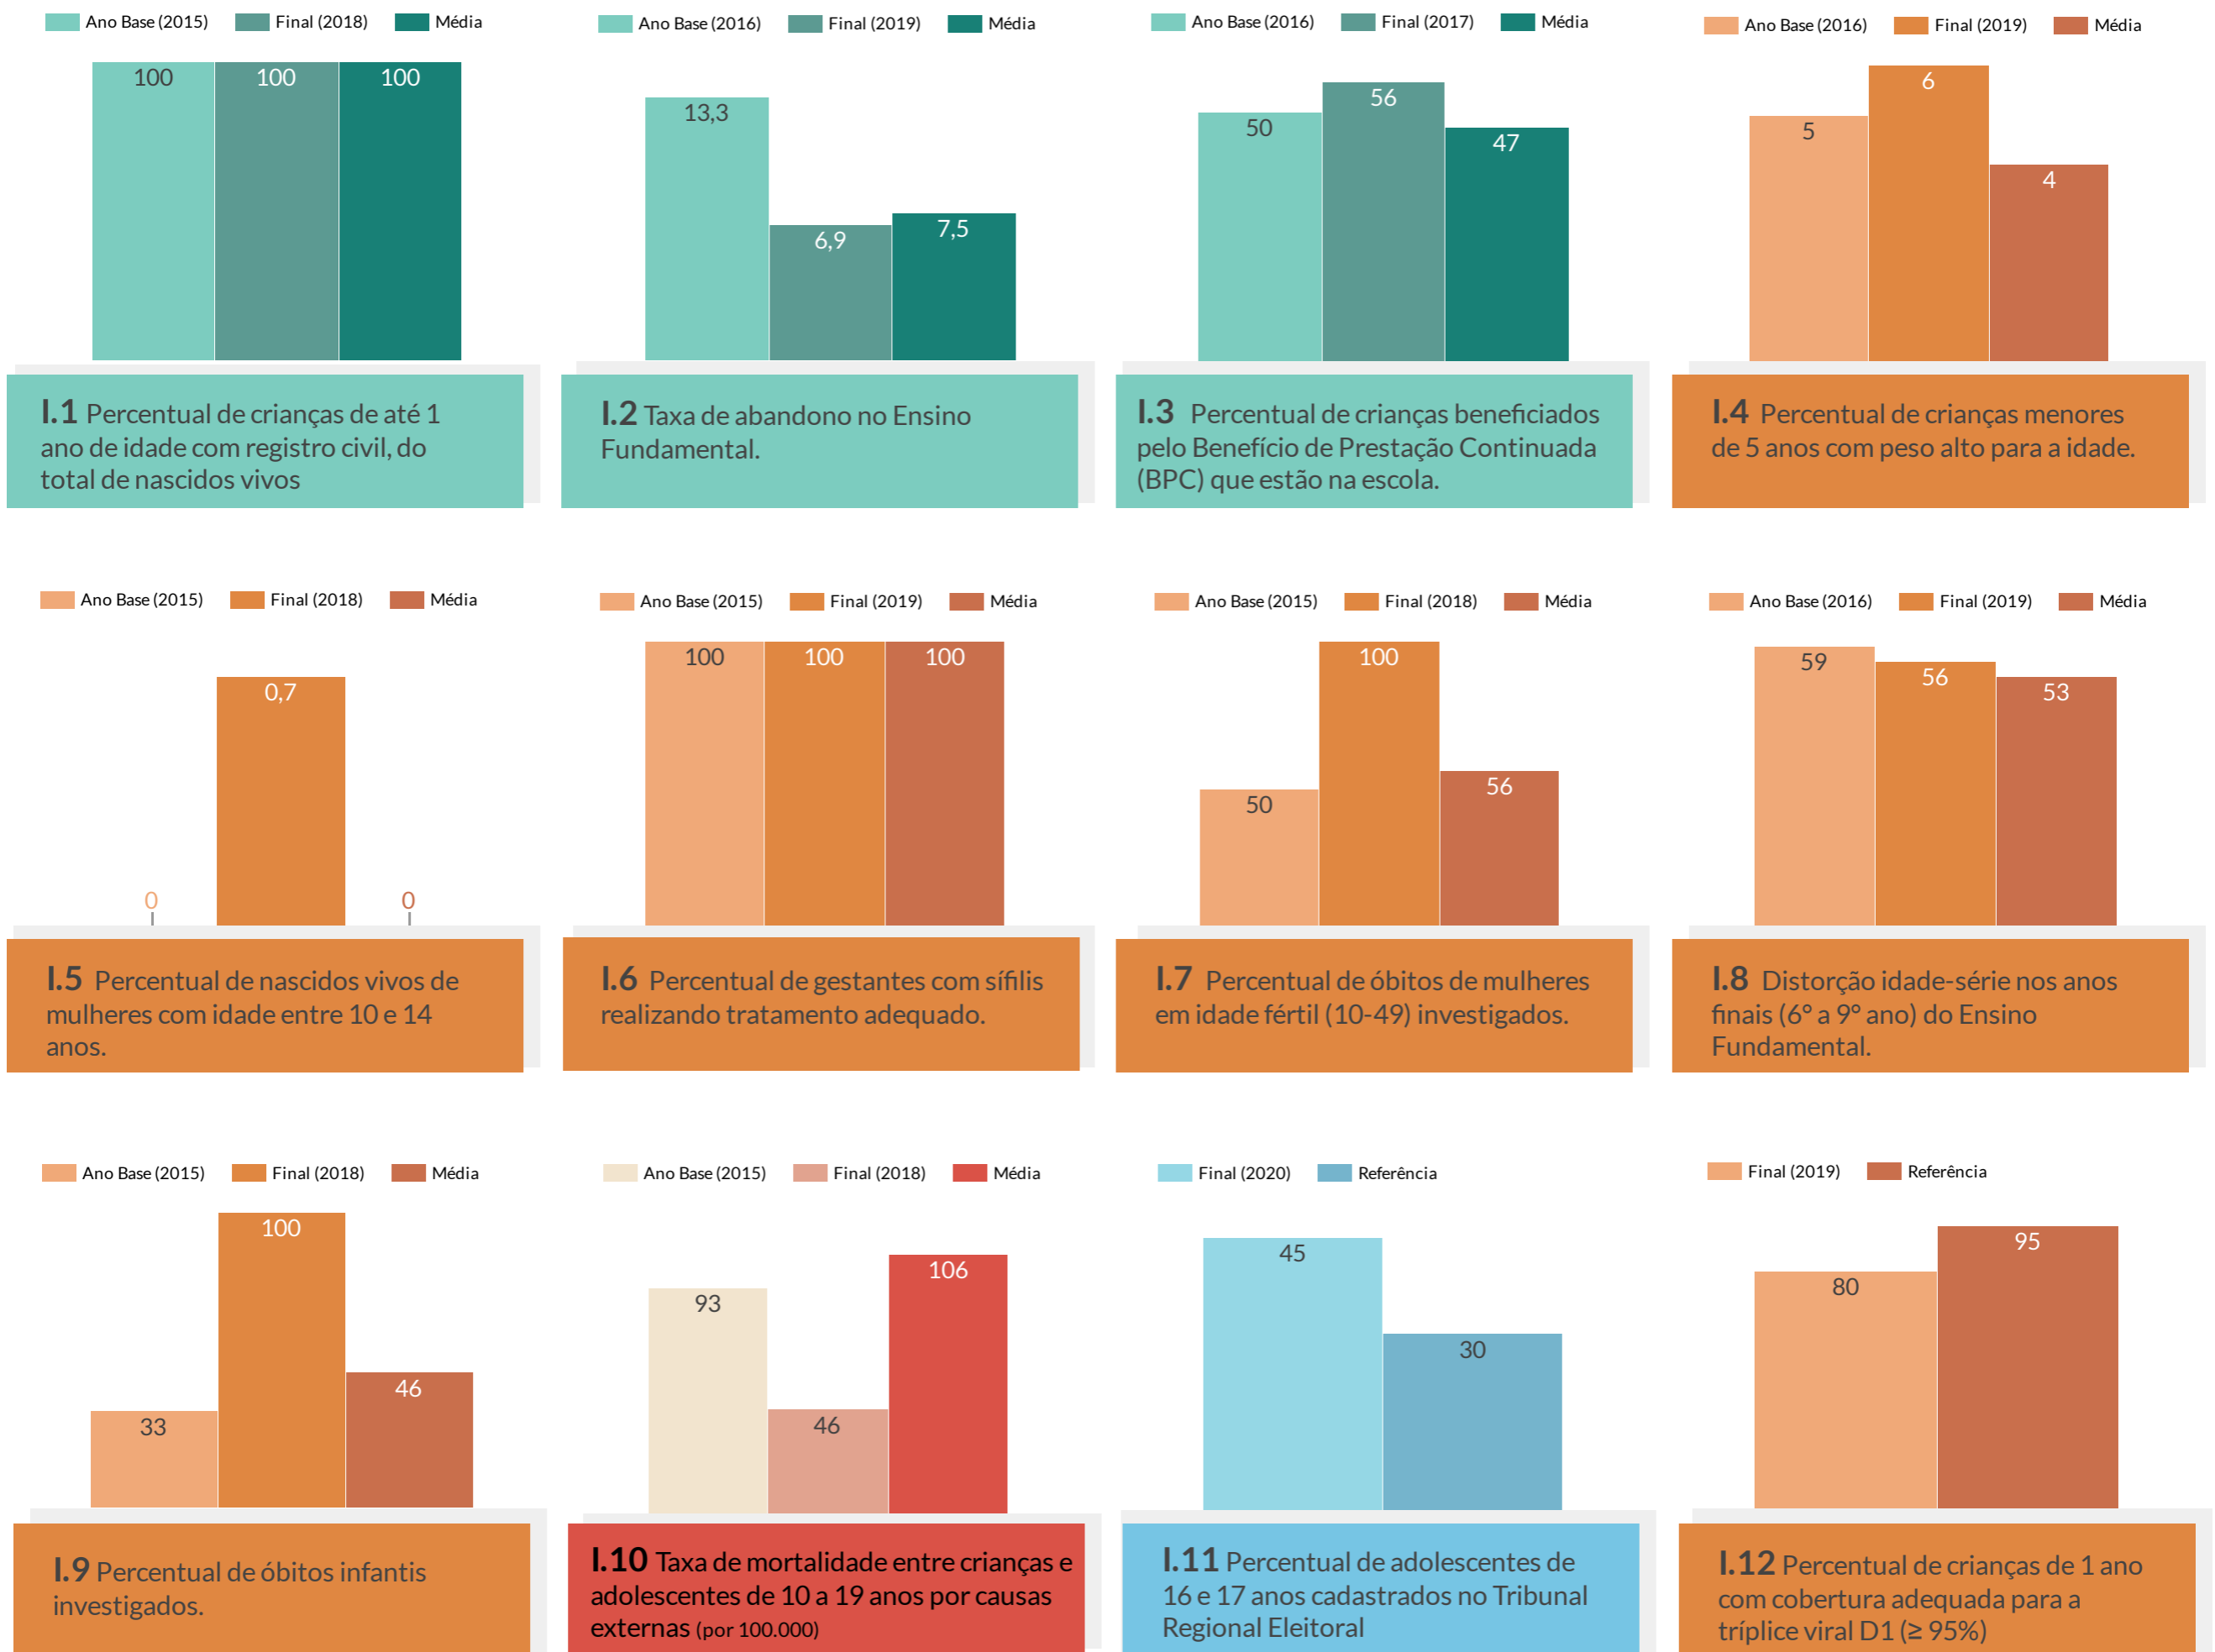 Ano Base (2015) Final (2018) Média
100 100 100
I.1 Percentual de crianças de até 1
ano de idade com registro civil, do
total de nascidos vivos
Ano Base (2016) Final (2019) Média
13,3 6,9 7,5
I.2 Taxa de abandono no Ensino
Fundamental.
Ano Base (2016) Final (2017) Média
50 56 47
I.3 Percentual de crianças beneficiados
pelo Benefício de Prestação Continuada
(BPC) que estão na escola.
Ano Base (2016) Final (2019) Média
5 6 4
I.4 Percentual de crianças menores
de 5 anos com peso alto para a idade.
Ano Base (2015) Final (2018) Média
0 0,7 0
I.5 Percentual de nascidos vivos de
mulheres com idade entre 10 e 14
anos.
Ano Base (2015) Final (2019) Média
100 100 100
I.6 Percentual de gestantes com sífilis
realizando tratamento adequado.
Ano Base (2015) Final (2018) Média
50 100 56
I.7 Percentual de óbitos de mulheres
em idade fértil (10-49) investigados.
Ano Base (2016) Final (2019) Média
59 56 53
I.8 Distorção idade-série nos anos
finais (6° a 9° ano) do Ensino
Fundamental.
Ano Base (2015) Final (2018) Média
33 100 46
I.9 Percentual de óbitos infantis
investigados.
Ano Base (2015) Final (2018) Média
93 46 106
I.10 Taxa de mortalidade entre crianças e
adolescentes de 10 a 19 anos por causas
externas (por 100.000)
Final (2020) Referência
45 30
I.11 Percentual de adolescentes de
16 e 17 anos cadastrados no Tribunal
Regional Eleitoral
Final (2019) Referência
80 95
I.12 Percentual de crianças de 1 ano
com cobertura adequada para a
tríplice viral D1 (≥ 95%)